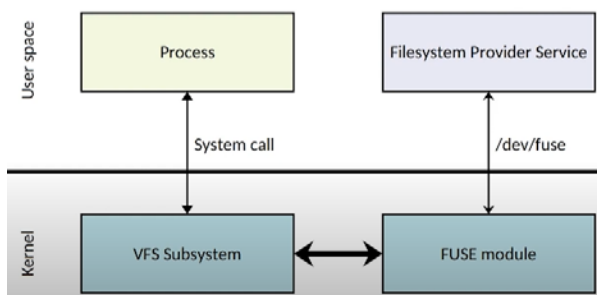 User space
Process
Filesystem Provider Service
System call
/dev/fuse
Kernel
VFS Subsystem
FUSE module